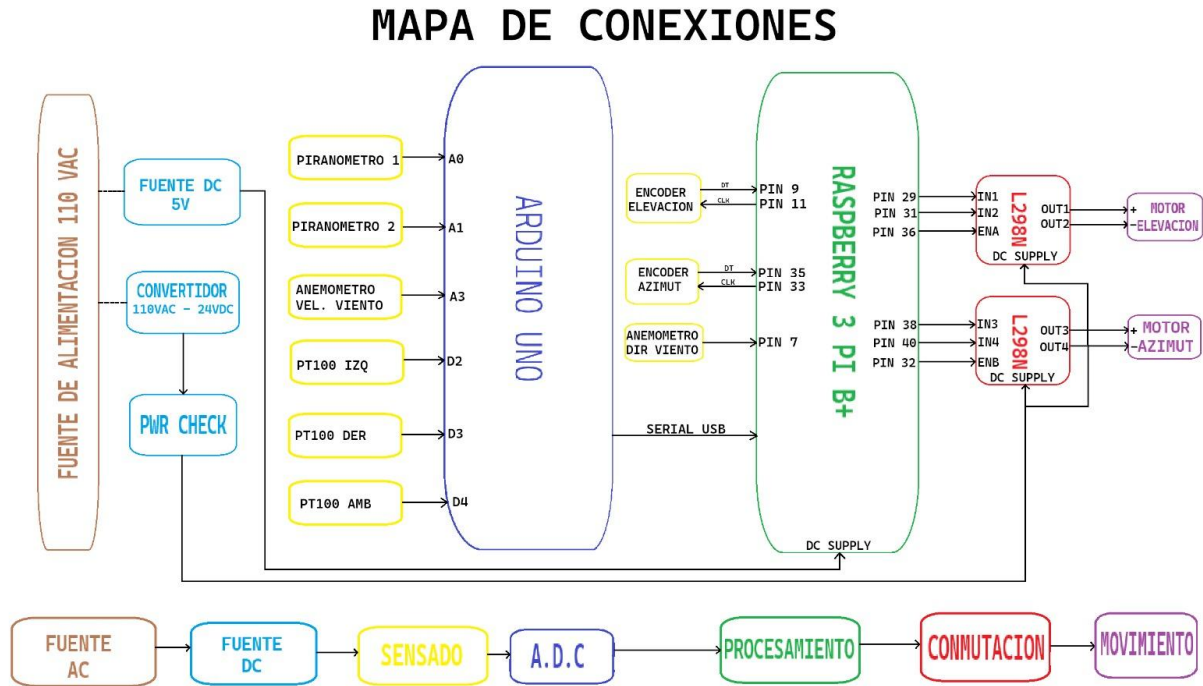 MAPA DE CONEXIONES
FUENTE DE ALIMENTACION 110 VAC
FUENTE DC
5V
CONVERTIDOR
110VAC - 24VDC
PWR CHECK
PIRANOMETRO 1
PIRANOMETRO 2
ANEMOMETRO
VEL. VIENTO
PT100 IZQ
PT100 DER
PT100 AMB
A0
A1
A3
D2
D3
D4
ARDUINO UNO
SERIAL USB
ENCODER
ELEVACION
DT
CLK
ENCODER
AZIMUT
DT
CLK
ANEMOMETRO
DIR VIENTO
PIN 9
PIN 11
PIN 35
PIN 33
PIN 7
RASPBERRY 3 PI B+
DC SUPPLY
PIN 29
PIN 31
PIN 36
PIN 38
PIN 40
PIN 32
IN1
IN2
ENA
L298N
OUT1
OUT2
DC SUPPLY
+ MOTOR
-ELEVACION
IN3
IN4
ENB
L298N
OUT3
OUT4
DC SUPPLY
+ MOTOR
-AZIMUT
FUENTE
AC
FUENTE
DC
SENSADO
A.D.C
PROCESAMIENTO
CONMUTACION
MOVIMIENTO